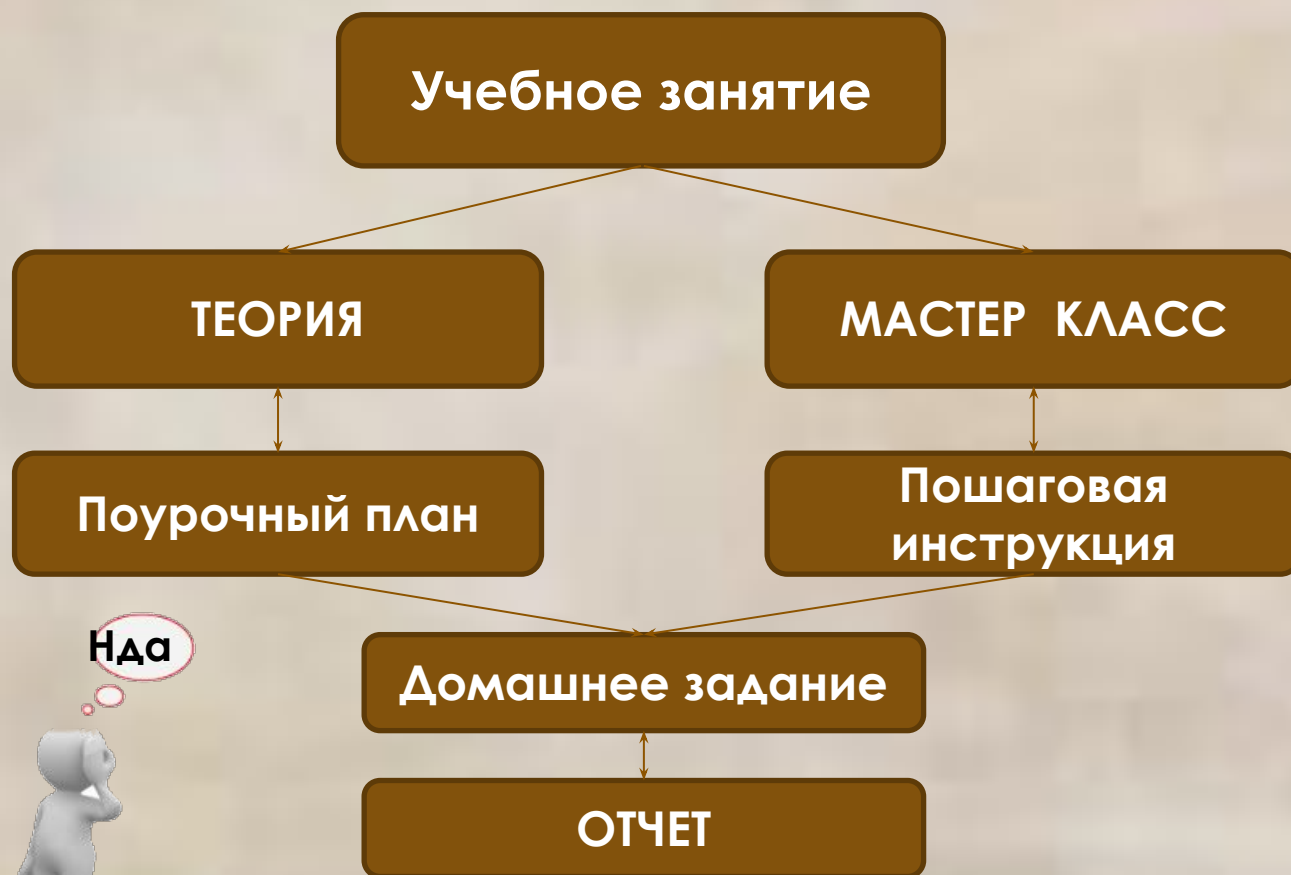 Учебное занятие
ТЕОРИЯ
МАСТЕР КЛАСС
Поурочный план
Пошаговая
инструкция
Нда
Домашнее задание
ОТЧЕТ